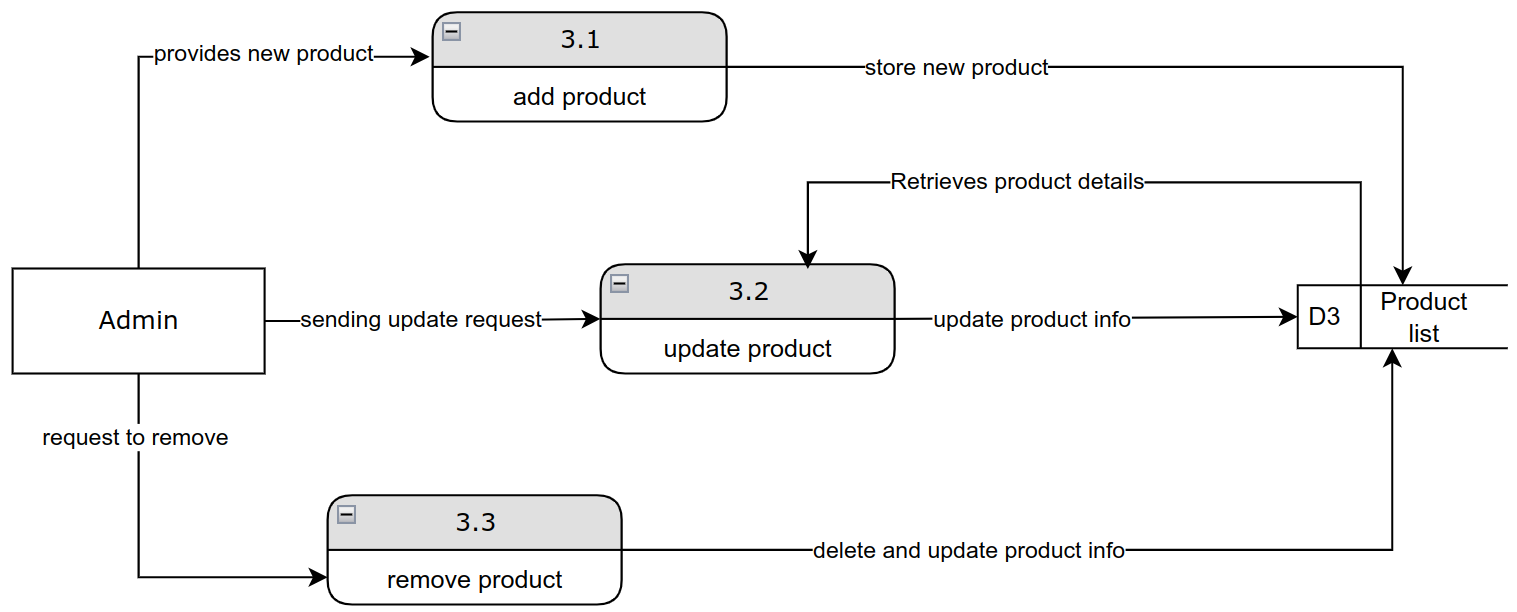 3.1
provides new product
store new product
add product
Retrieves product details
3.2
Admin
sending update request
update product info
D3
Product
list
update product
request to remove
3.3
delete and update product info
remove product